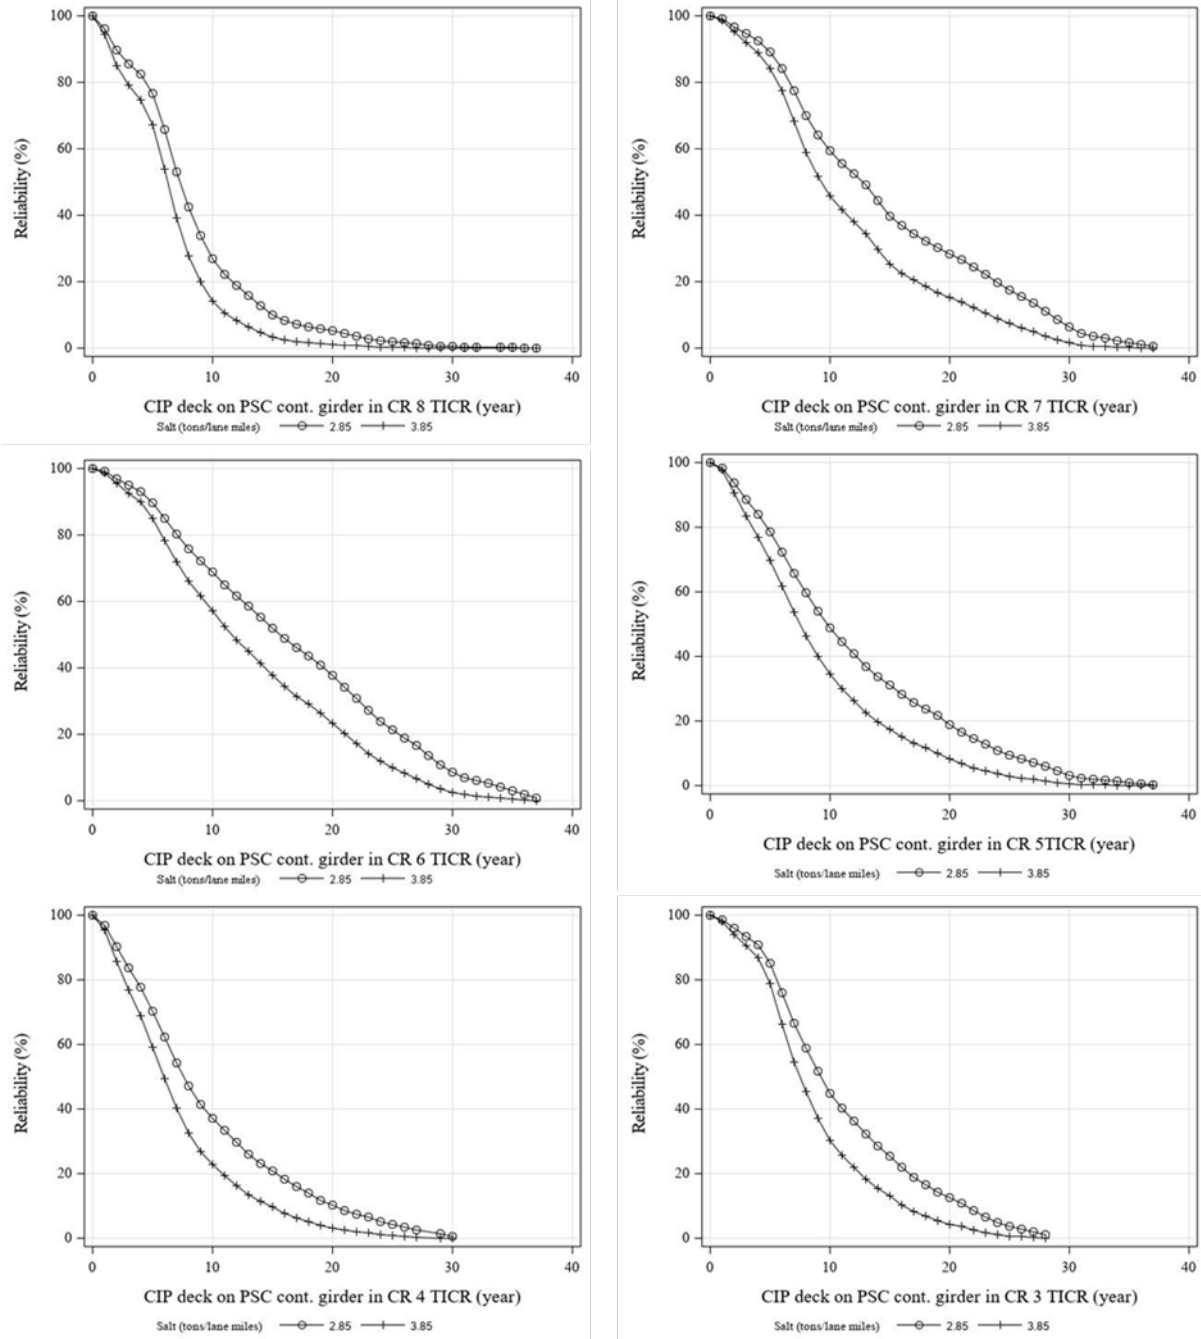 100
80
60
40
20
0
Reliability (%)
0 10 20 30 40
CIP deck on PSC cont. girder in CR 8 TICR (year)
Salt (tons/lane miles) 2.85 3.85
100
80
60
40
20
0
Reliability (%)
0 10 20 30 40
CIP deck on PSC cont. girder in CR 7 TICR (year)
Salt (tons/lane miles) 2.85 3.85
100
80
60
40
20
0
Reliability (%)
0 10 20 30 40
CIP deck on PSC cont. girder in CR 6 TICR (year)
Salt (tons/lane miles) 2.85 3.85
100
80
60
40
20
0
Reliability (%)
0 10 20 30 40
CIP deck on PSC cont. girder in CR 5TICR (year)
Salt (tons/lane miles) 2.85 3.85
100
80
60
40
20
0
Reliability (%)
0 10 20 30 40
CIP deck on PSC cont. girder in CR 4 TICR (year)
Salt (tons/lane miles) 2.85 3.85
100
80
60
40
20
0
Reliability (%)
0 10 20 30 40
CIP deck on PSC cont. girder in CR 3 TICR (year)
Salt (tons/lane miles) 2.85 3.85